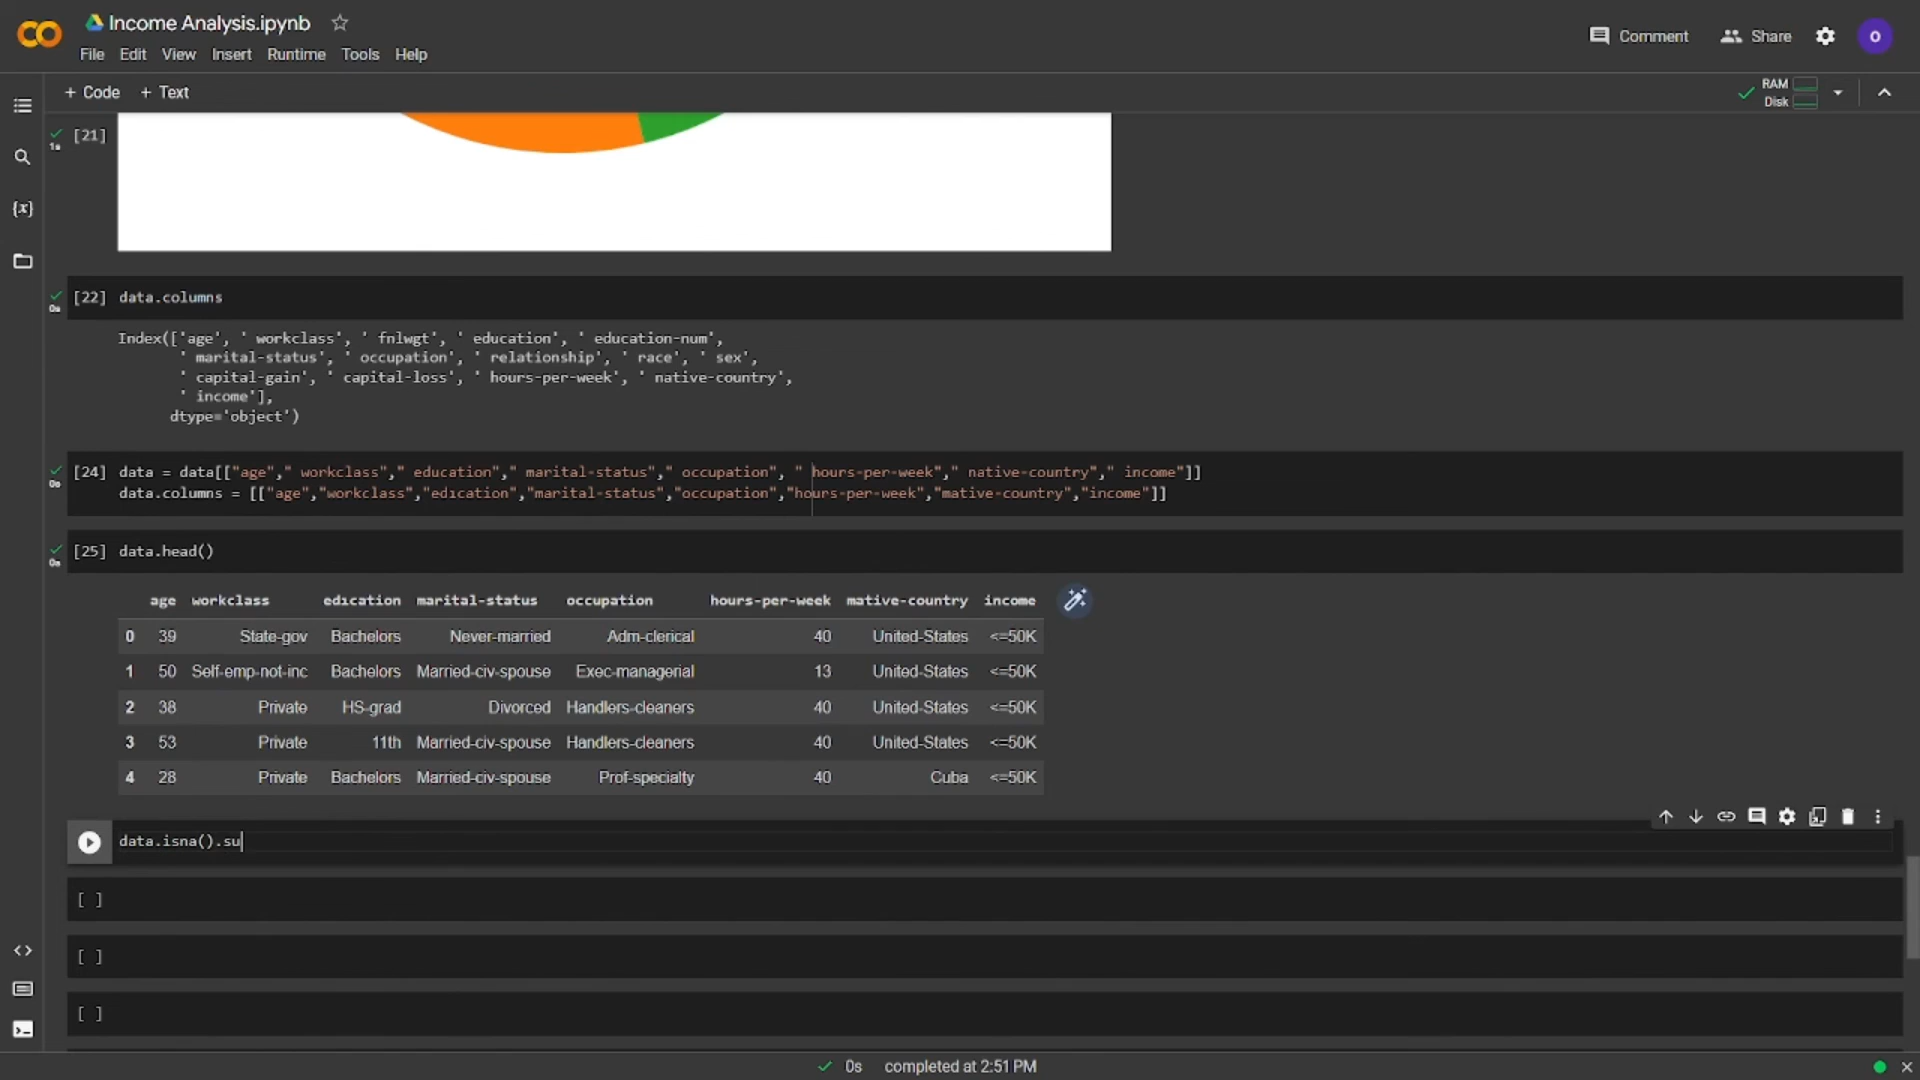 Income Analysis.ipynb
Comment
Share
O
File Edit View Insert Runtime Tools Help
+ Code + Text
RAM
Disk
1s
[21]
0s
[22] data.columns
Index(['age', ' workclass', ' fnlwgt', ' education', ' education-num',
' marital-status', ' occupation', ' relationship', ' race', ' sex',
' capital-gain', ' capital-loss', ' hours-per-week', ' native-country',
' income'],
dtype='object')
0s
[24] data = data[["age"," workclass"," education"," marital-status"," occupation", " hours-per-week"," native-country"," income"]]
data.columns = [["age","workclass","edıcation","marital-status","occupation","hours-per-week","mative-country","income"]]
0s
[25] data.head()
age workclass edıcation marital-status occupation hours-per-week mative-country income
0 39 State-gov Bachelors Never-married Adm-clerical 40 United-States <=50K
1 50 Self-emp-not-inc Bachelors Married-civ-spouse Exec-managerial 13 United-States <=50K
2 38 Private HS-grad Divorced Handlers-cleaners 40 United-States <=50K
3 53 Private 11th Married-civ-spouse Handlers-cleaners 40 United-States <=50K
4 28 Private Bachelors Married-civ-spouse Prof-specialty 40 Cuba <=50K
data.isna().su
[ ]
[ ]
[ ]
0s completed at 2:51 PM